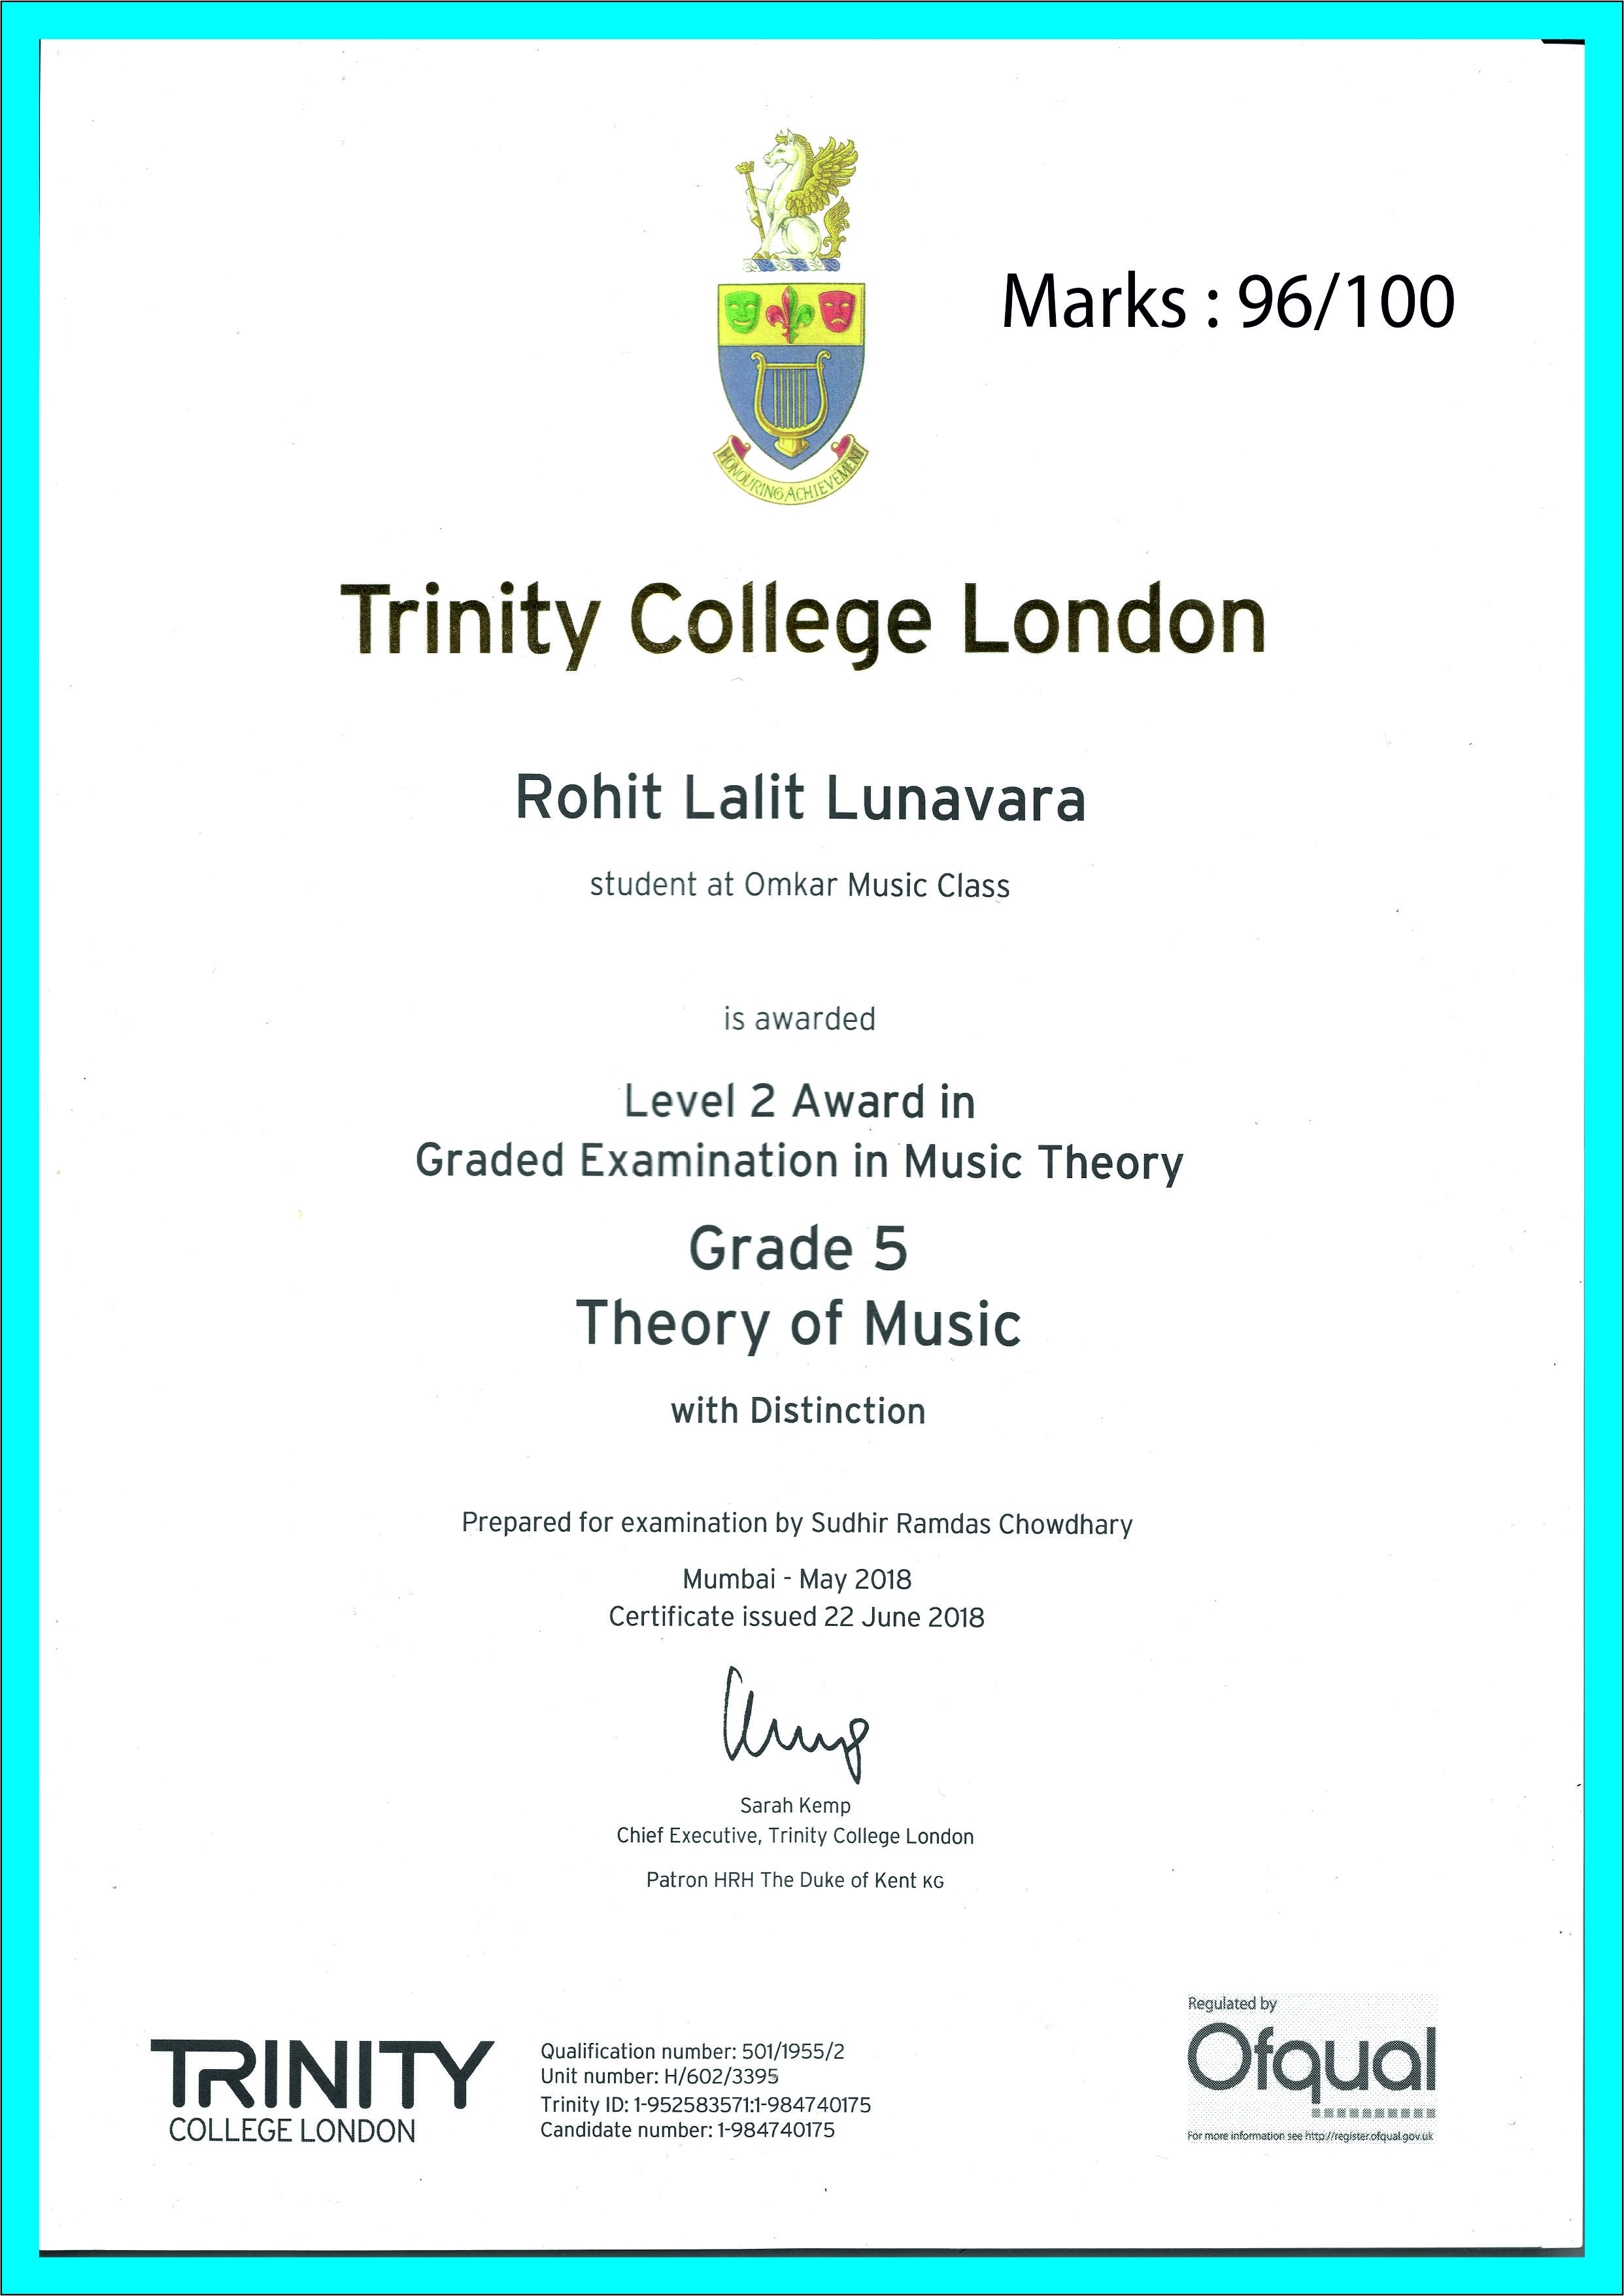 Marks : 96/100
HONOURING ACHIEVEMENT
Trinity College London
Rohit Lalit Lunavara
student at Omkar Music Class
is awarded
Level 2 Award in
Graded Examination in Music Theory
Grade 5
Theory of Music
with Distinction
Prepared for examination by Sudhir Ramdas Chowdhary
Mumbai - May 2018
Certificate issued 22 June 2018
Sarah Kemp
Chief Executive, Trinity College London
Patron HRH The Duke of Kent KG
TRINITY
COLLEGE LONDON
Qualification number: 501/1955/2
Unit number: H/602/3395
Trinity ID: 1-952583571:1-984740175
Candidate number: 1-984740175
Regulated by
Ofqual
For more information see http://register.ofqual.gov.uk